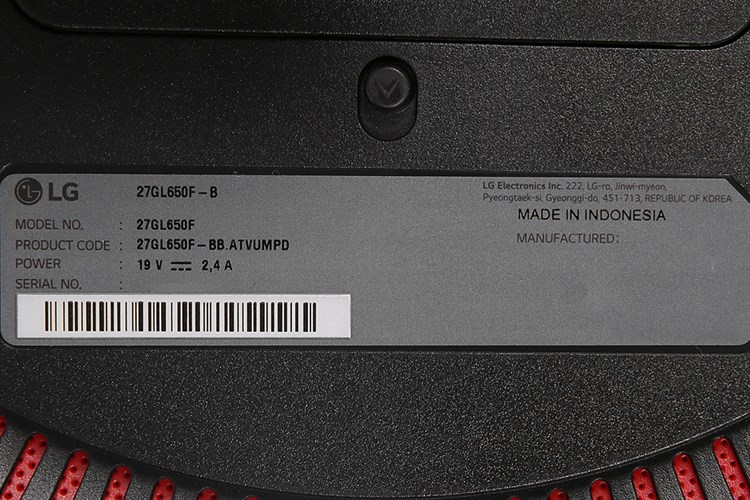 LG 27GL650F-B
MODEL NO. : 27GL650F
PRODUCT CODE : 27GL650F-BB.ATVUMPD
POWER : 19 V 2,4 A
SERIAL NO. :
LG Electronics Inc. 222, LG-ro, Jinwi-myeon,
Pyeongtaek-si, Gyeonggi-do, 451-713, REPUBLIC OF KOREA
MADE IN INDONESIA
MANUFACTURED: